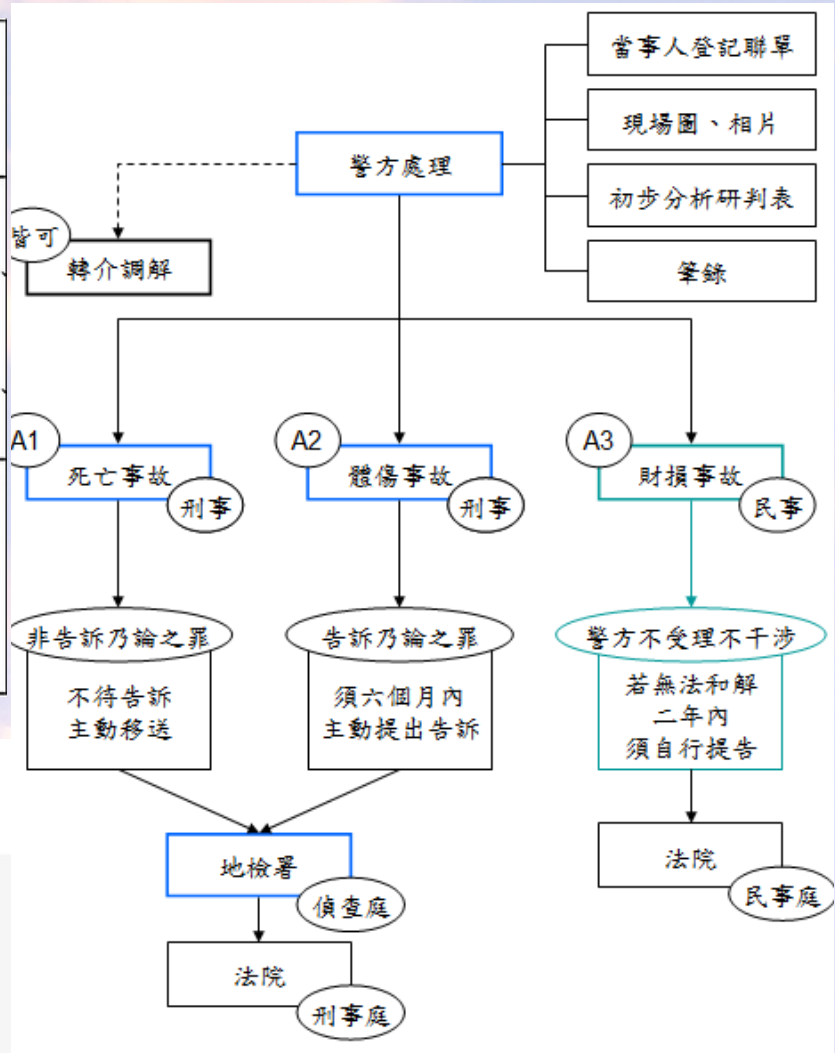 當事人登記聯單
現場圖、相片
警方處理
初步分析研判表
皆可
轉介調解
筆錄
A1
死亡事故
刑事
A2
體傷事故
刑事
A3
財損事故
民事
非告訴乃論之罪
不待告訴
主動移送
告訴乃論之罪
須六個月內
主動提出告訴
警方不受理不干涉
若無法和解
二年內
須自行提告
地檢署
偵查庭
法院
刑事庭
法院
民事庭